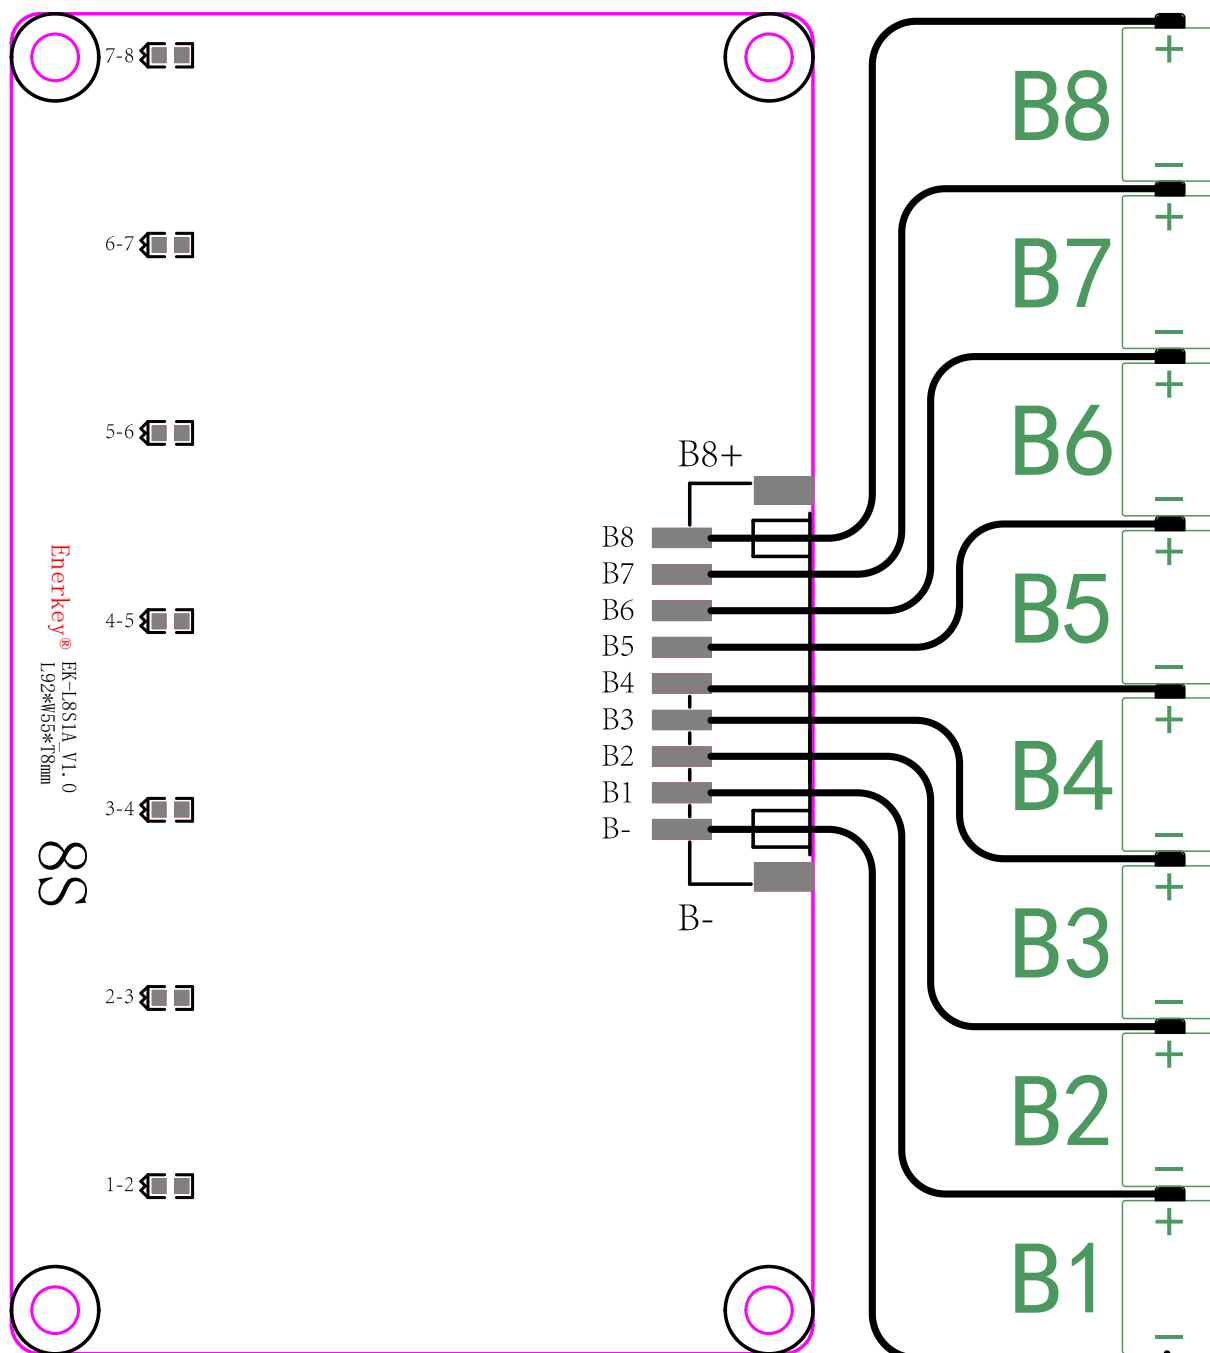 7-8
6-7
5-6
4-5
3-4
2-3
1-2
Enerkey®
EK-L8S1A_V1.0
L92*W55*T8mm
8S
B8+
B8
B7
B6
B5
B4
B3
B2
B1
B-
B-
+
B8
−
+
B7
−
+
B6
−
+
B5
−
+
B4
−
+
B3
−
+
B2
−
+
B1
−